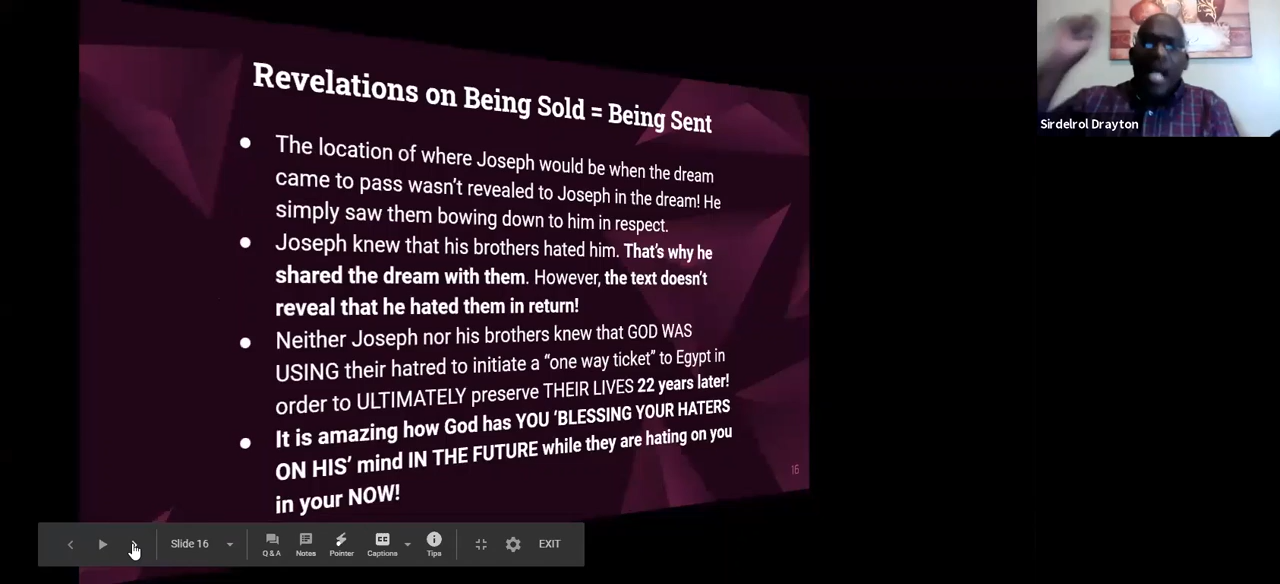 Revelations on Being Sold = Being Sent
● The location of where Joseph would be when the dream
came to pass wasn't revealed to Joseph in the dream! He
simply saw them bowing down to him in respect.
● Joseph knew that his brothers hated him. That's why he
shared the dream with them. However, the text doesn't
reveal that he hated them in return!
● Neither Joseph nor his brothers knew that GOD WAS
USING their hatred to initiate a “one way ticket” to Egypt in
order to ULTIMATELY preserve THEIR LIVES 22 years later!
● It is amazing how God has YOU ‘BLESSING YOUR HATERS
ON HIS’ mind IN THE FUTURE while they are hating on you
in your NOW!
16
Sirdelrol Drayton
Slide 16
Q & A
Notes
Pointer
Captions
Tips
EXIT